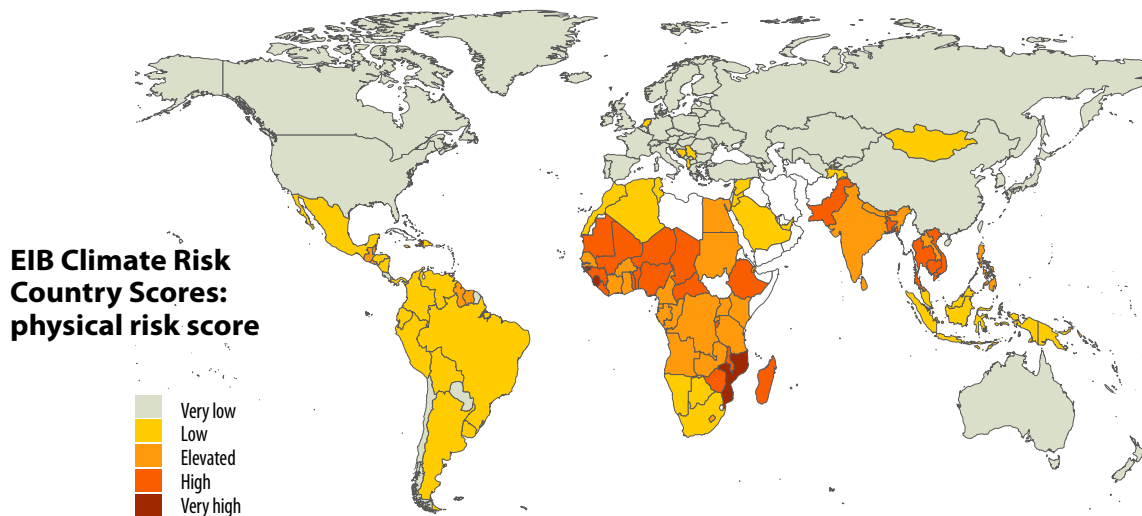 EIB Climate Risk
Country Scores:
physical risk score
Very low
Low
Elevated
High
Very high